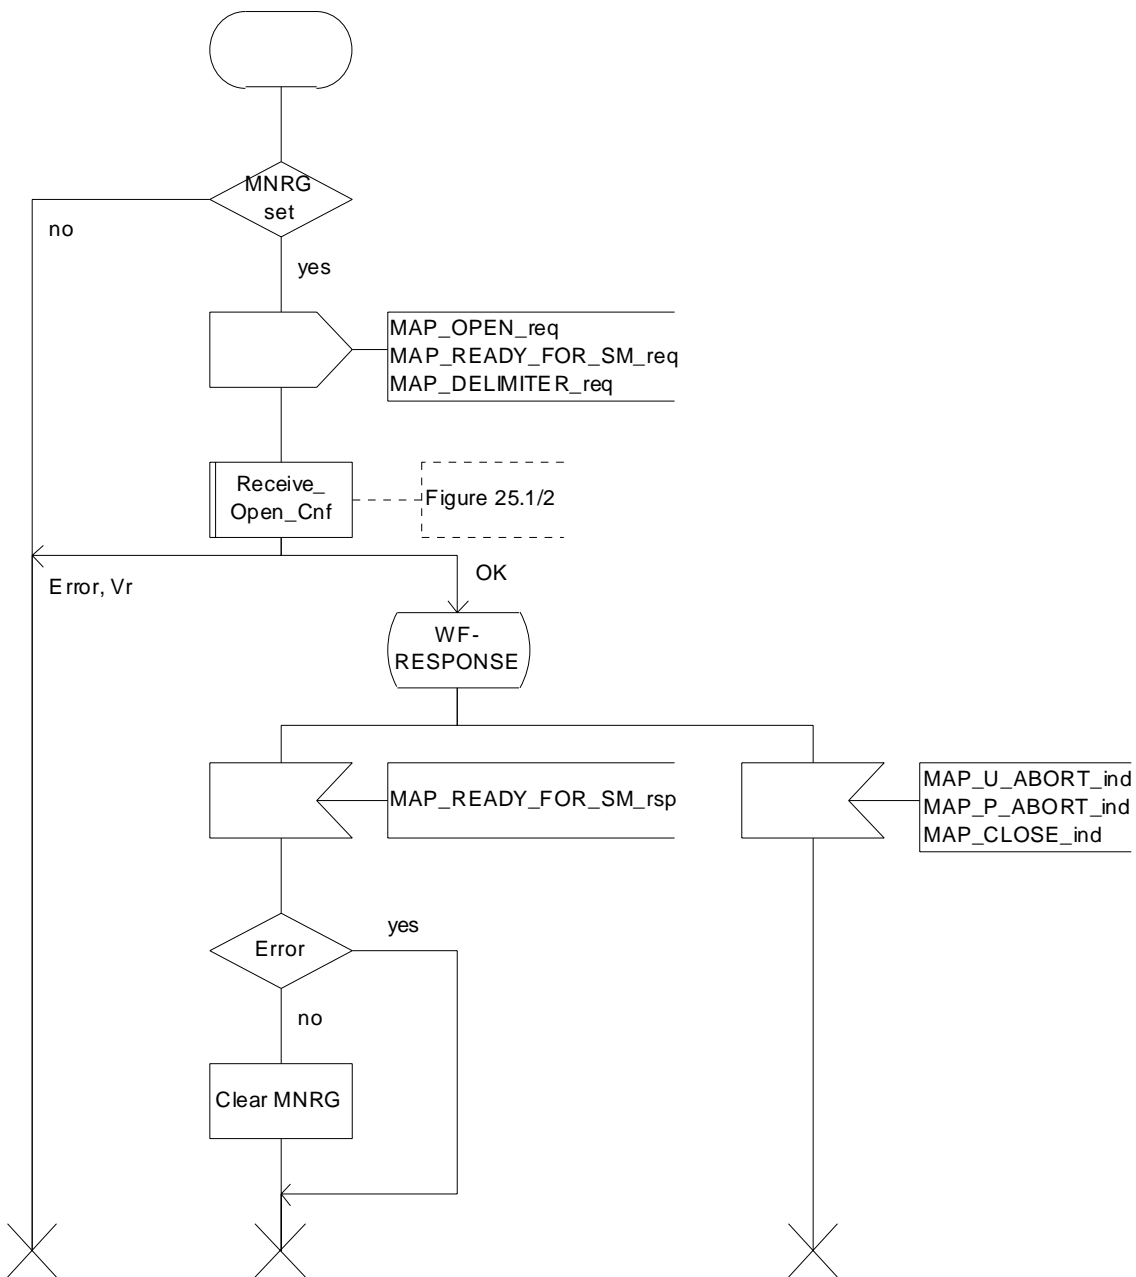 MNRG
set
no
yes
MAP_OPEN_req
MAP_READY_FOR_SM_req
MAP_DELIMITER_req
Receive_
Open_Cnf
Figure 25.1/2
Error, Vr
OK
WF-
RESPONSE
MAP_READY_FOR_SM_rsp
MAP_U_ABORT_ind
MAP_P_ABORT_ind
MAP_CLOSE_ind
Error
yes
no
Clear MNRG